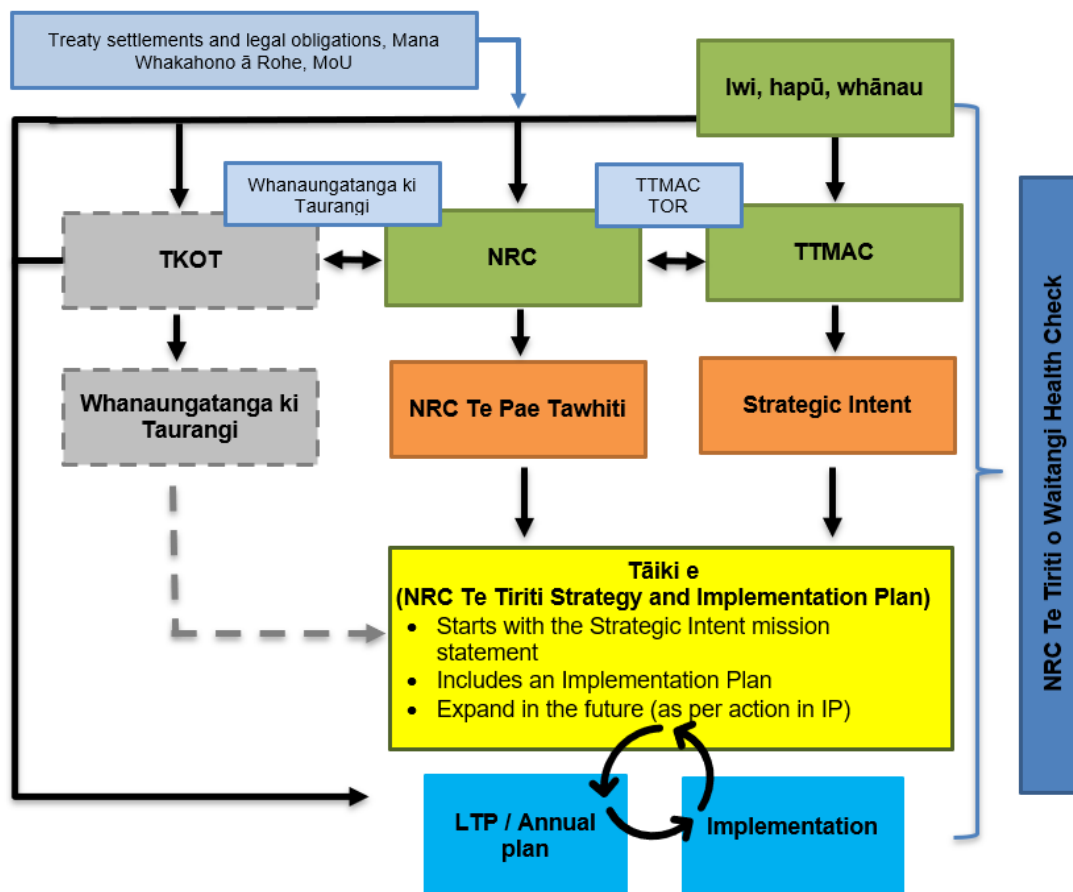 Treaty settlements and legal obligations, Mana
Whakahono ā Rohe, MoU
Iwi, hapū, whānau
Whanaungatanga ki
Taurangi
TTMAC
TOR
TKOT
NRC
TTMAC
Whanaungatanga ki
Taurangi
NRC Te Pae Tawhiti
Strategic Intent
Tāiki e
(NRC Te Tiriti Strategy and Implementation Plan)
• Starts with the Strategic Intent mission
statement
• Includes an Implementation Plan
• Expand in the future (as per action in IP)
LTP / Annual
plan
Implementation
NRC Te Tiriti o Waitangi Health Check